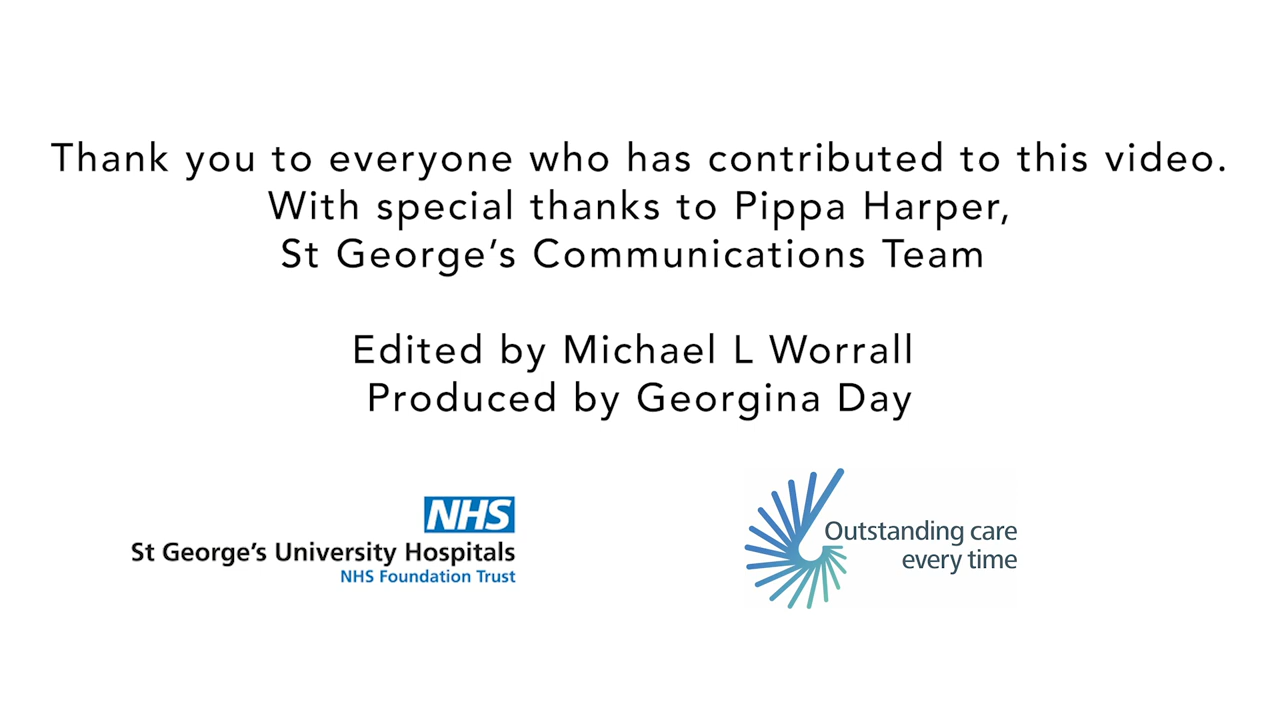 Thank you to everyone who has contributed to this video.
With special thanks to Pippa Harper,
St George’s Communications Team
Edited by Michael L Worrall
Produced by Georgina Day
NHS
St George’s University Hospitals
NHS Foundation Trust
Outstanding care
every time